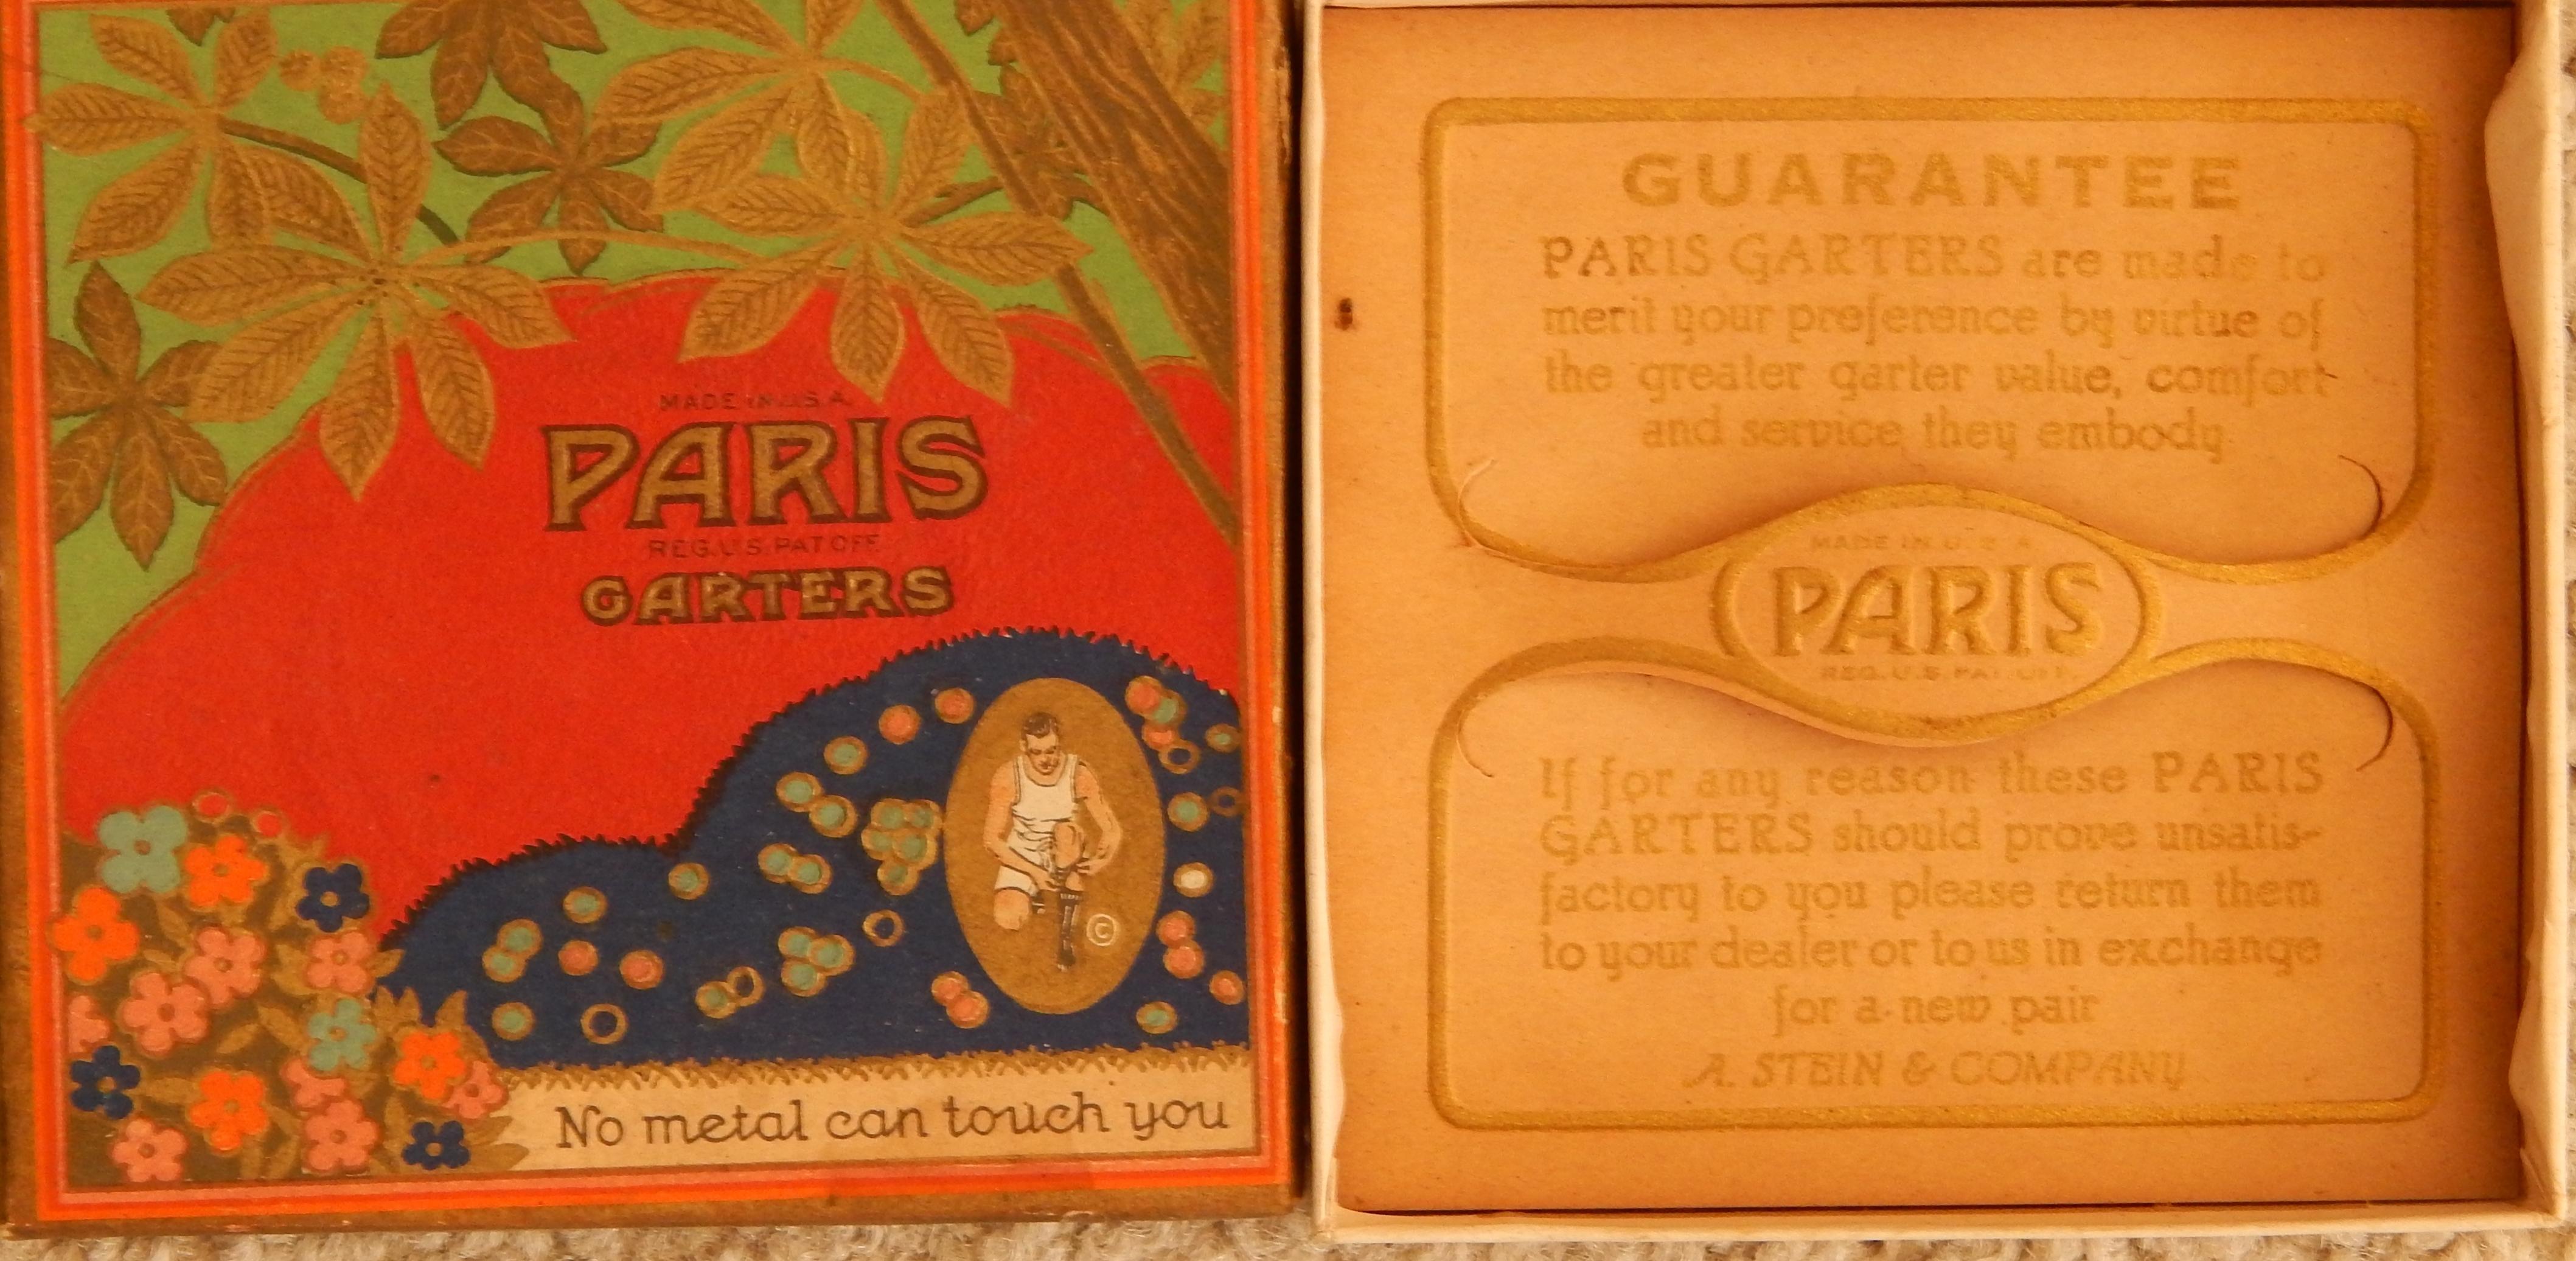 MADE IN U.S.A.
PARIS
REG.U.S.PAT.OFF.
GARTERS
©
No metal can touch you
GUARANTEE
PARIS GARTERS are made to
merit your preference by virtue of
the greater garter value, comfort
and service they embody
MADE IN U.S.A.
PARIS
REG.U.S.PAT.OFF.
If for any reason these PARIS
GARTERS should prove unsatis-
factory to you please return them
to your dealer or to us in exchange
for a new pair
A. STEIN & COMPANY